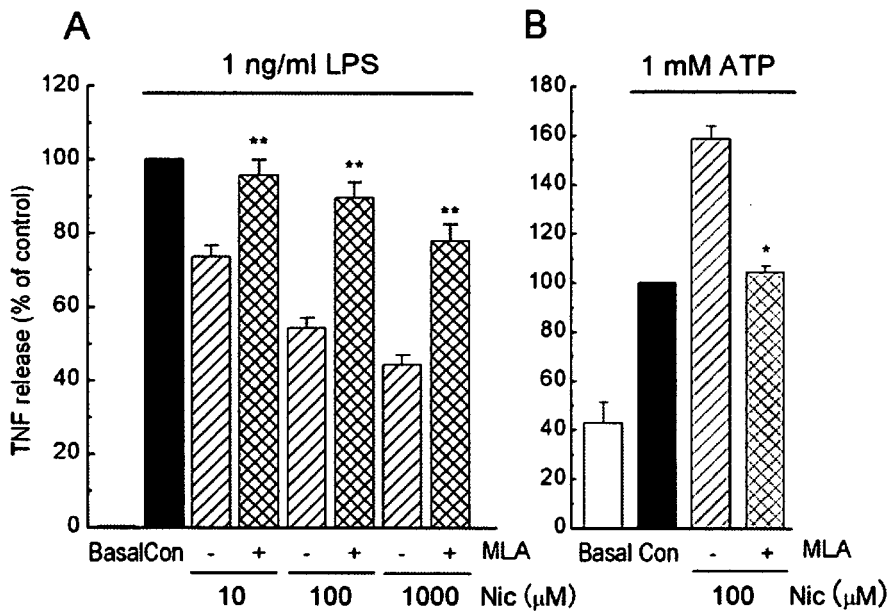 A
1 ng/ml LPS
TNF release (% of control)
120
100
80
60
40
20
0
**
**
**
BasalCon - + - + - + MLA
10 100 1000 Nic (μM)
B
1 mM ATP
180
160
140
120
100
80
60
40
20
0
*
Basal Con - + MLA
100 Nic (μM)